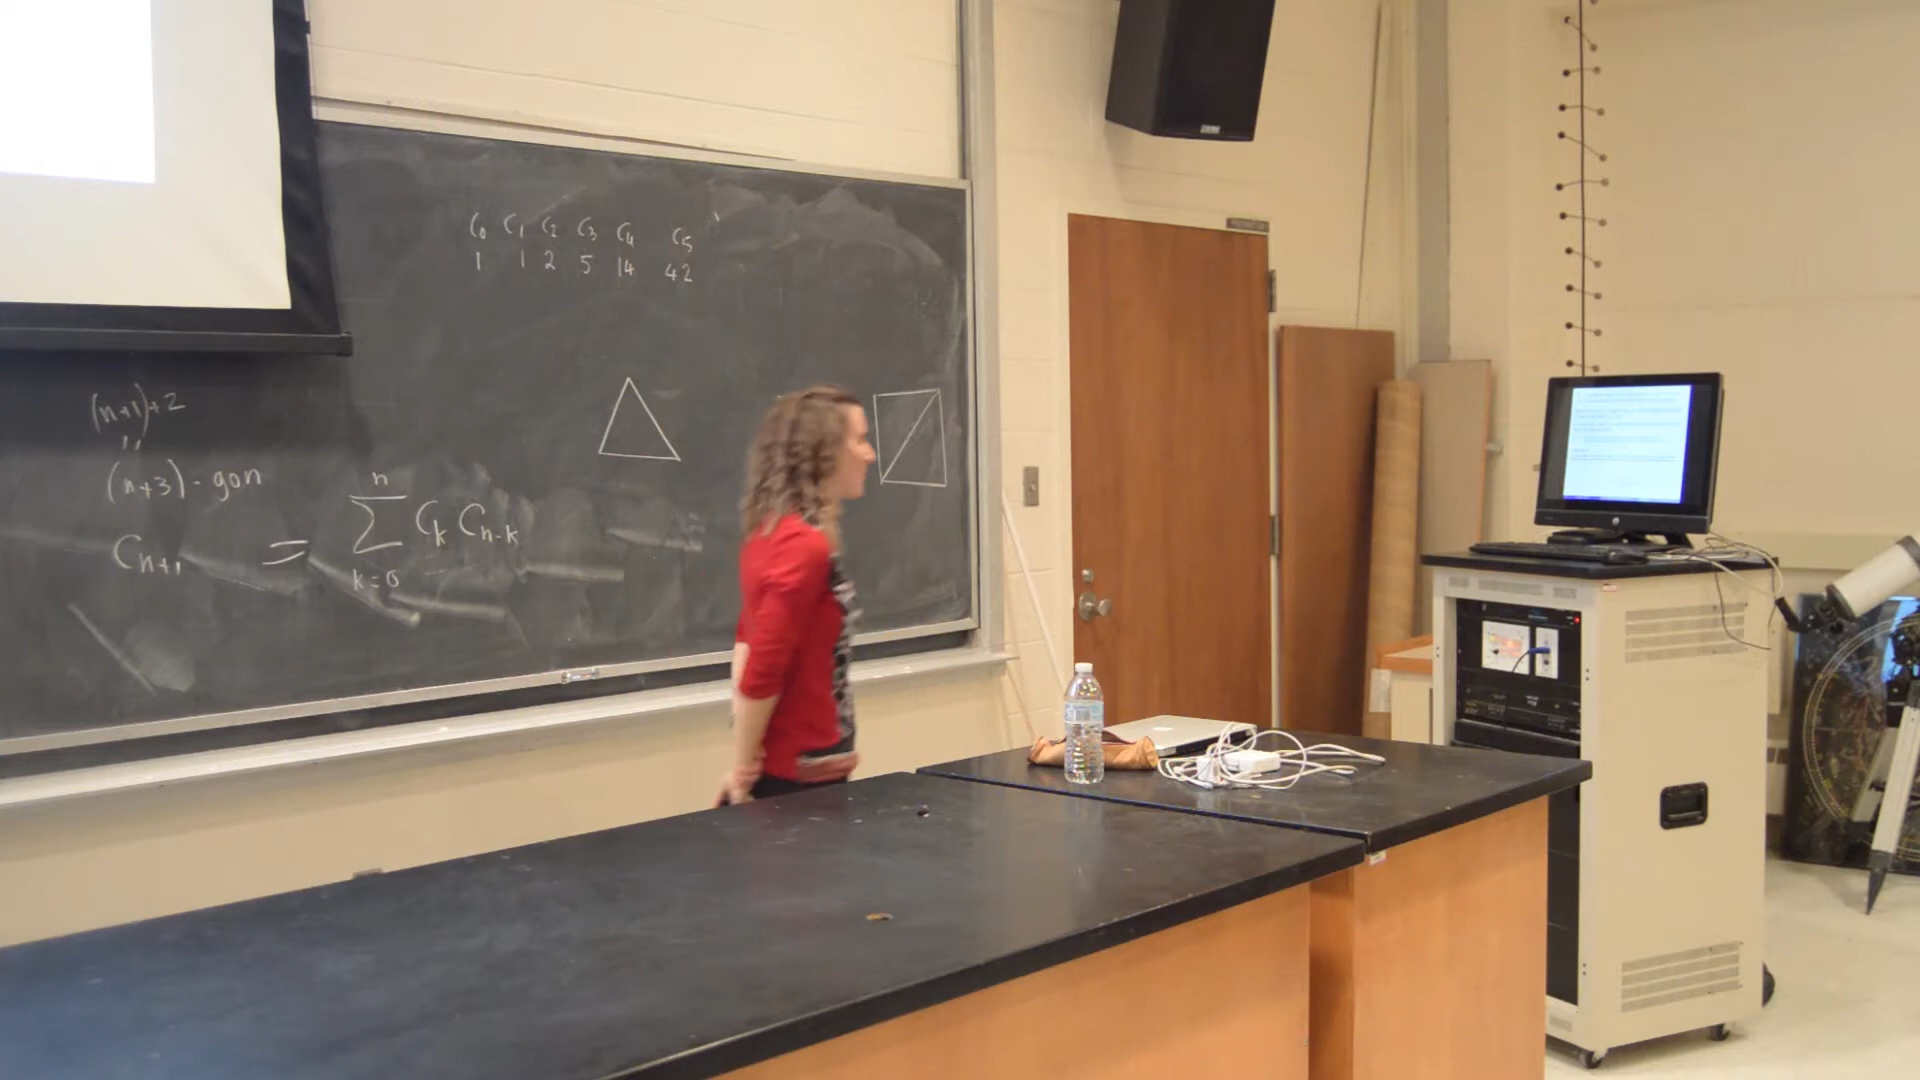 C₀ C₁ C₂ C₃ C₄ C₅
1 1 2 5 14 42
(n+1)+2
(n+3)-gon
n
Cₙ₊₁ = ∑ Cₖ Cₙ₋ₖ
k=0